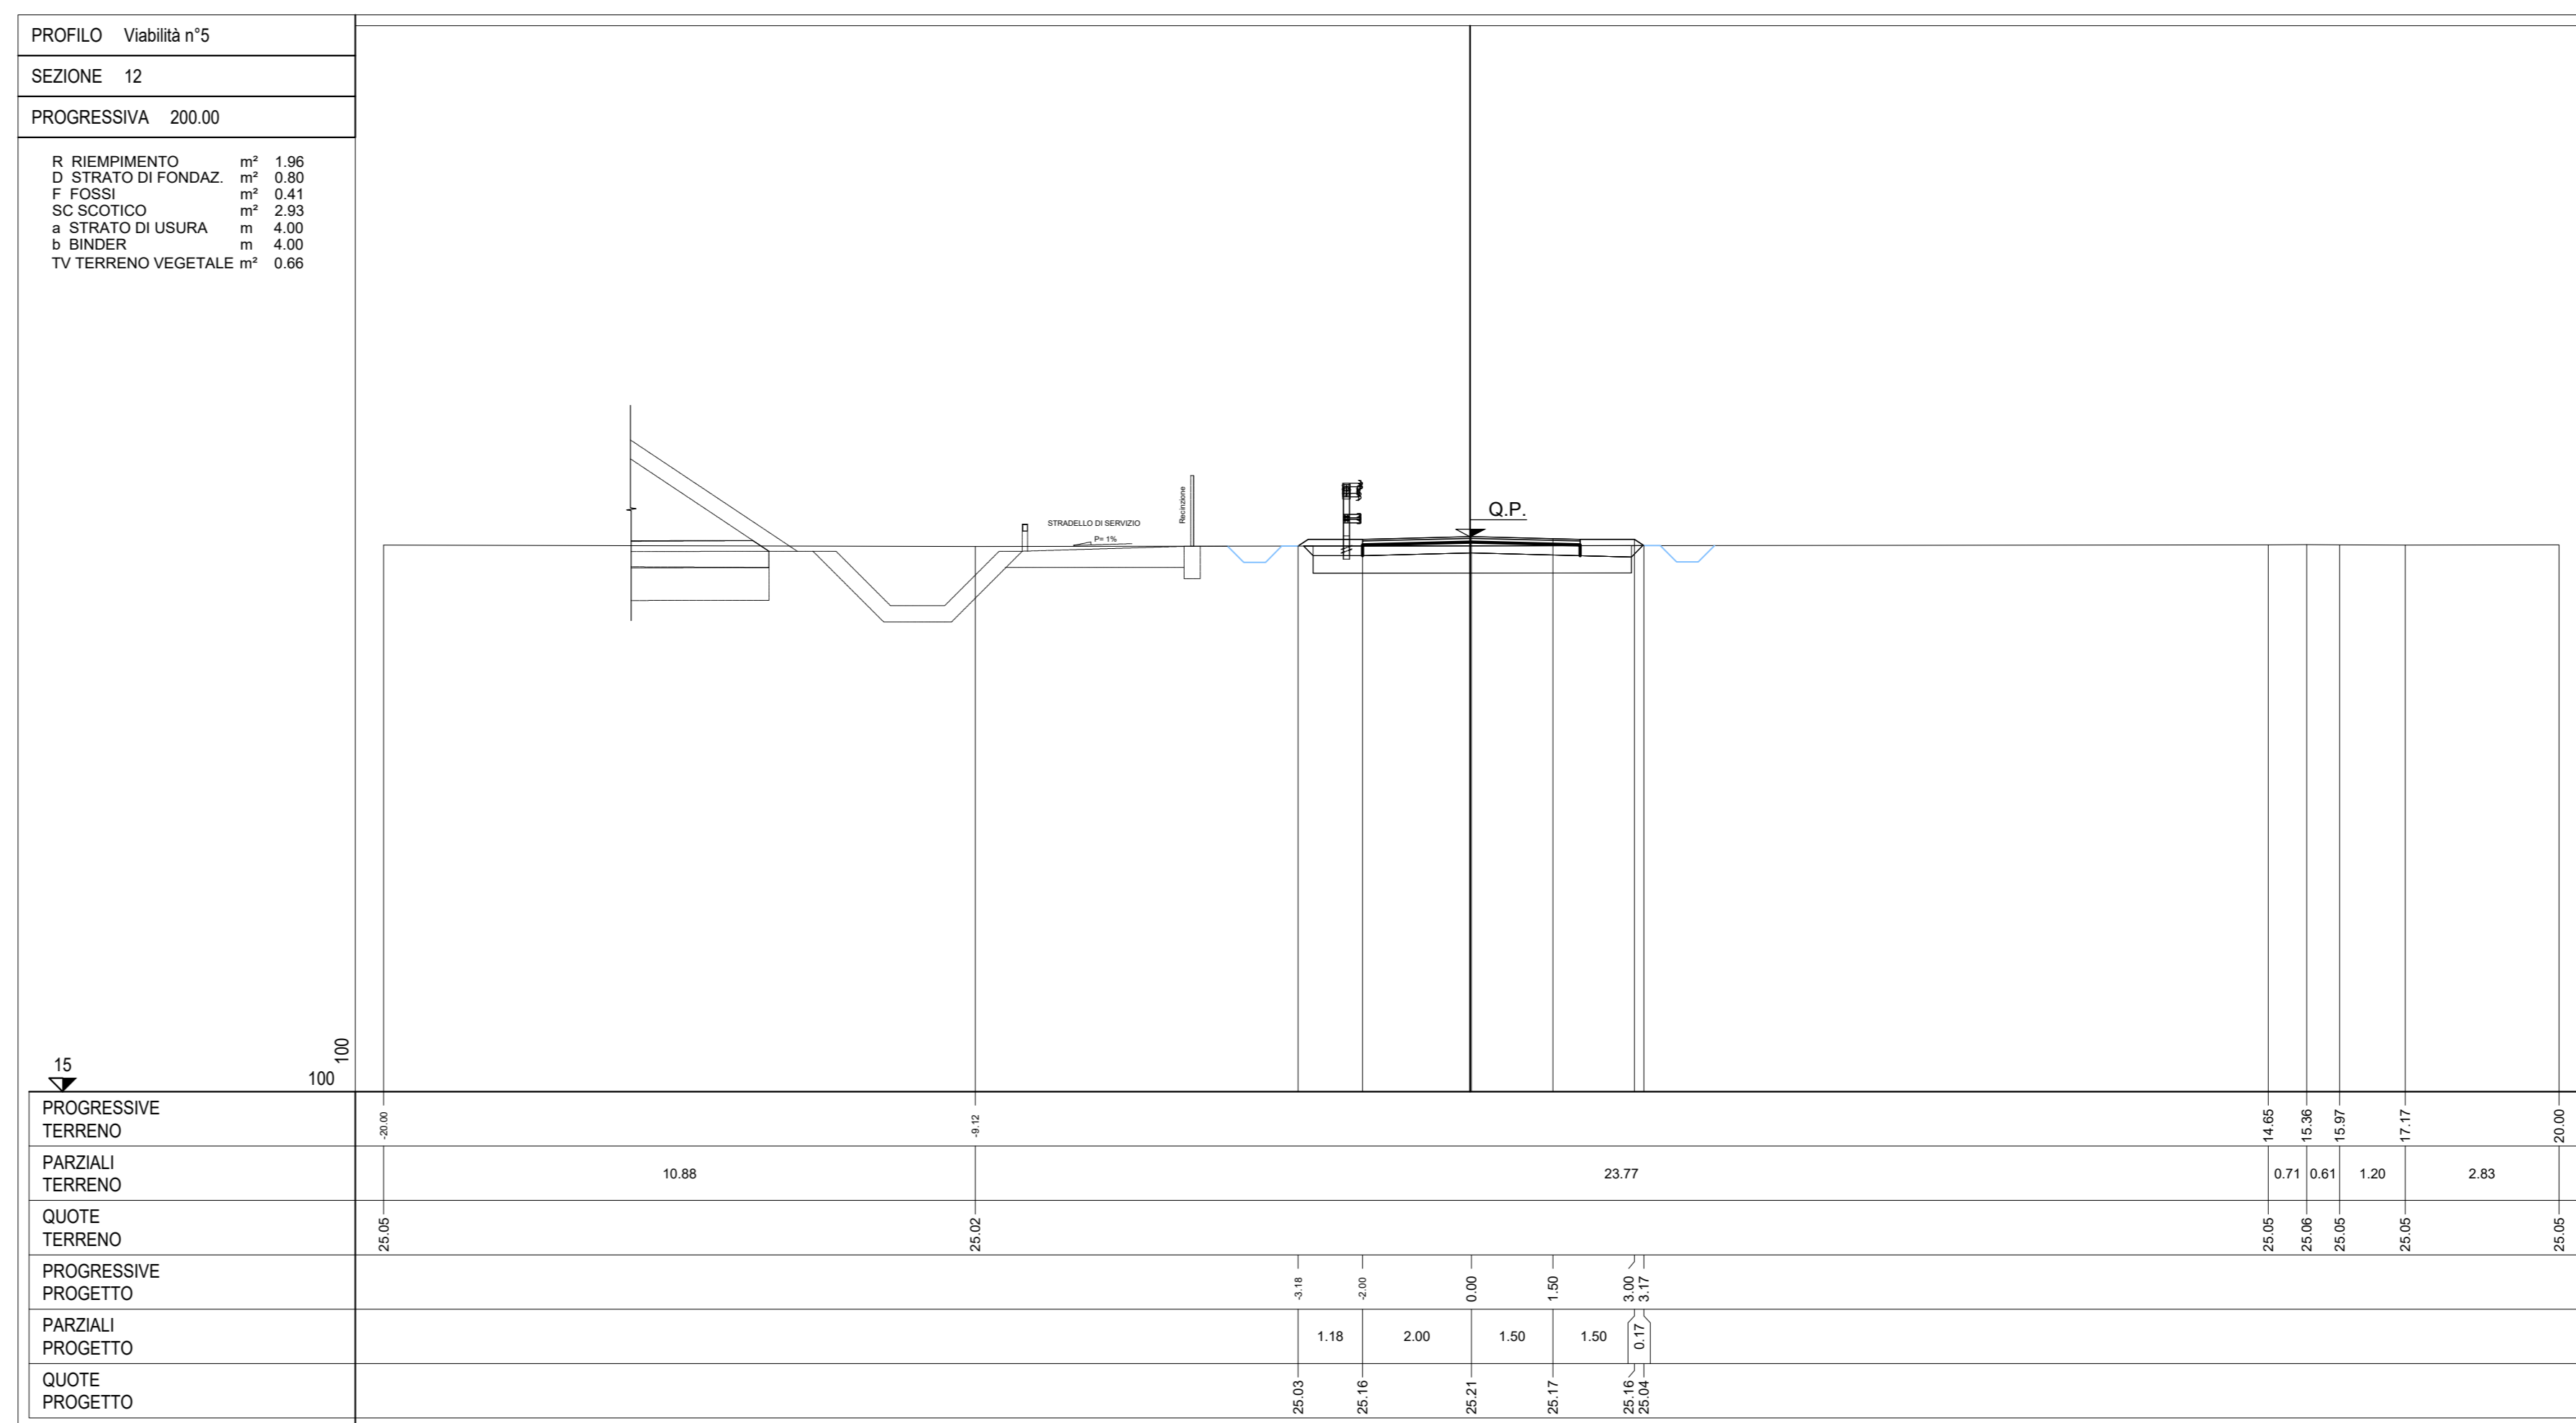 PROFILO Viabilità n°5
SEZIONE 12
PROGRESSIVA 200.00
R RIEMPIMENTO m² 1.96
D STRATO DI FONDAZ. m² 0.80
F FOSSI m² 0.41
SC SCOTICO m² 2.93
a STRATO DI USURA m 4.00
b BINDER m 4.00
TV TERRENO VEGETALE m² 0.66
Q.P.
Recinzione
STRADELLO DI SERVIZIO
P= 1%
15
100
100
PROGRESSIVE
TERRENO
-20.00 -9.12 14.65 15.36 15.97 17.17 20.00
PARZIALI
TERRENO
10.88 23.77 0.71 0.61 1.20 2.83
QUOTE
TERRENO
25.05 25.02 25.05 25.06 25.05 25.05 25.05
PROGRESSIVE
PROGETTO
-3.18 -2.00 0.00 1.50 3.00 3.17
PARZIALI
PROGETTO
1.18 2.00 1.50 1.50 0.17
QUOTE
PROGETTO
25.03 25.16 25.21 25.17 25.16 25.04